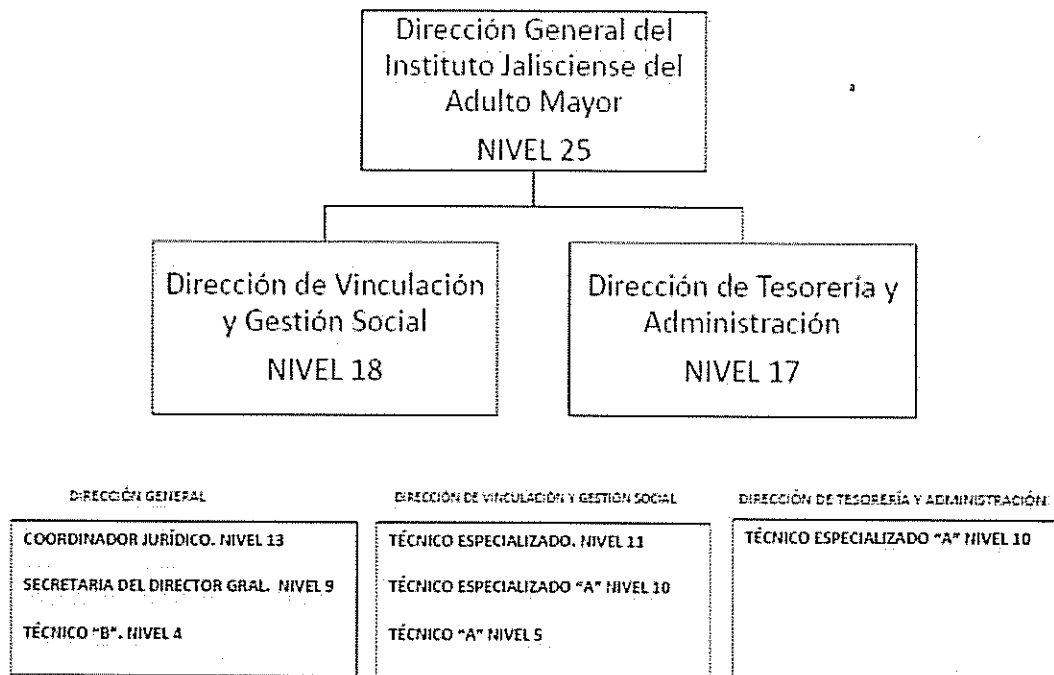 Dirección General del
Instituto Jalisciense del
Adulto Mayor
NIVEL 25
Dirección de Vinculación
y Gestión Social
NIVEL 18
Dirección de Tesorería y
Administración
NIVEL 17
DIRECCIÓN GENERAL
COORDINADOR JURÍDICO. NIVEL 13
SECRETARIA DEL DIRECTOR GRAL. NIVEL 9
TÉCNICO "B". NIVEL 4
DIRECCIÓN DE VINCULACIÓN Y GESTIÓN SOCIAL
TÉCNICO ESPECIALIZADO. NIVEL 11
TÉCNICO ESPECIALIZADO "A" NIVEL 10
TÉCNICO "A" NIVEL 5
DIRECCIÓN DE TESORERÍA Y ADMINISTRACIÓN
TÉCNICO ESPECIALIZADO "A" NIVEL 10